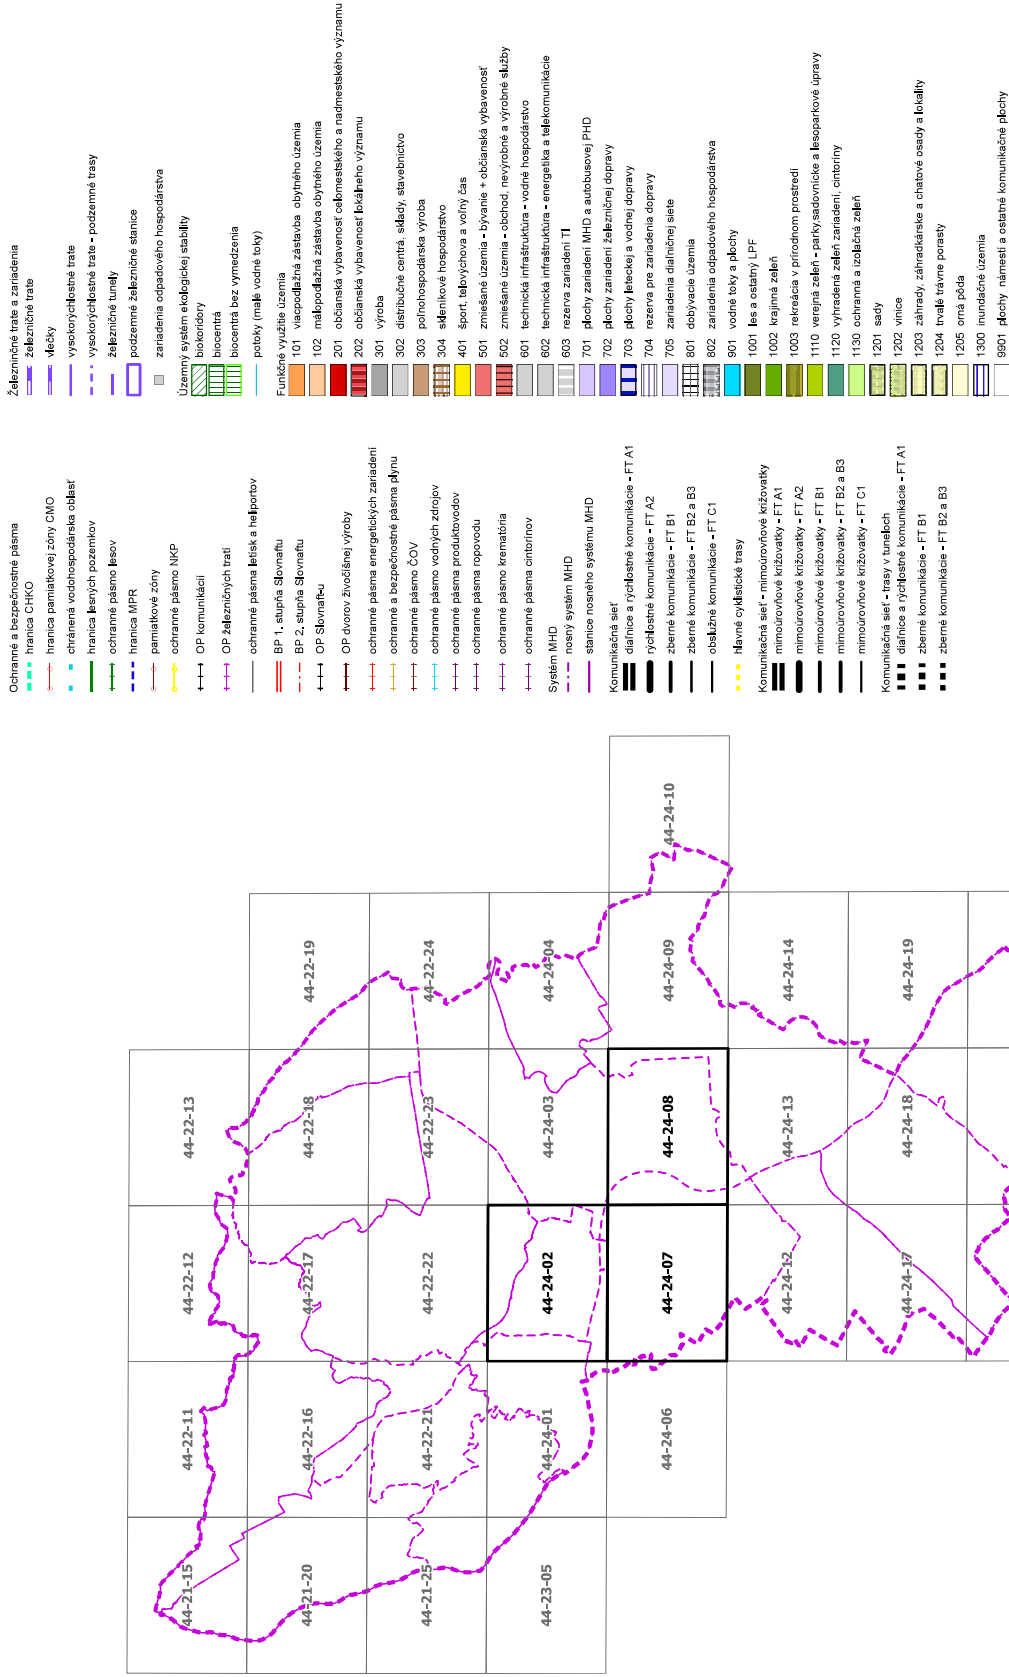 Železninčné trate a zariadenia
železničné trate
vlečky
vysokorýchlostné trate
vysokorýchlostné trate - podzemné trasy
železničné tunely
podzemné železničné stanice
zariadenia odpadového hospodárstva
Územný systém ekologickej stability
biokoridory
biocentrá
biocentrá bez vymedzenia
potoky (malé vodné toky)
Funkčné využitie územia
101 viacpodlažná zástavba obytného územia
102 málopodlažná zástavba obytného územia
201 občianska vybavenosť celomestského a nadmestského významu
202 občianska vybavenosť lokálneho významu
301 výroba
302 distribučné centrá, sklady, stavebníctvo
303 poľnohospodárska výroba
304 skleníkové hospodárstvo
401 šport, telovýchova a voľný čas
501 zmiešané územia - bývanie + občianská vybavenosť
502 zmiešané územia - obchod, nevýrobné a výrobné služby
601 technická infraštruktúra - vodné hospodárstvo
602 technická infraštruktúra - energetika a telekomunikácie
603 rezerva zariadení TI
701 plochy zariadení MHD a autobusovej PHD
702 plochy železničnej dopravy
703 plochy leteckej a vodnej dopravy
704 rezerva pre zariadenia dopravy
705 zariadenia dialničnej siete
801 dobývacie územia
802 zariadenia odpadového hospodárstva
901 vodné toky a plochy
1001 les a ostatný LPF
1002 krajinná zeleň
1003 rekreácia v prírodnom prostredí
1110 verejná zeleň - parky,sadovnícke a lesoparkové úpravy
1120 vyhradená zeleň zariadení, cintoríny
1130 ochranná a izolačná zeleň
1201 sady
1202 vinice
1203 záhrady, záhradkárske a chatové osady a lokality
1204 trvalé trávne porasty
1205 orná pôda
1300 inundačné územia
9901 plochy námestí a ostatné komunikačné plochy
Ochranné a bezpečnostné pásma
hranica CHKO
hranica pamiatkovej zóny CMO
chránená vodohospodárska oblasť
hranica lesných pozemkov
ochranné pásmo lesov
hranica MPR
pamiatkové zóny
ochranné pásmo NKP
OP komunikácií
OP železničných tratí
ochranné pásma letísk a heliportov
BP 1. stupňa Slovnaftu
BP 2. stupňa Slovnaftu
OP Slovnaftu
OP dvorov živočíšnej výroby
ochranné pásma energetických zariadení
ochranné a bezpečnostné pásma plynu
ochranné pásma ČOV
ochranné pásma vodných zdrojov
ochranné pásma produktovodov
ochranné pásma ropovodu
ochranné pásmo krematória
ochranné pásma cintorínov
Systém MHD
nosný systém MHD
stanice nosného systému MHD
Komunikačná sieť
diaľnice a rýchlostné komunikácie - FT A1
rýchlostné komunikácie - FT A2
zberné komunikácie - FT B1
zberné komunikácie - FT B2 a B3
obslužné komunikácie - FT C1
hlavné cyklistické trasy
Komunikačná sieť - mimoúrovňové križovatky
mimoúrovňové križovatky - FT A1
mimoúrovňové križovatky - FT A2
mimoúrovňové križovatky - FT B1
mimoúrovňové križovatky - FT B2 a B3
mimoúrovňové križovatky - FT C1
Komunikačná sieť - trasy v tuneloch
diaľnice a rýchlostné komunikácie - FT A1
zberné komunikácie - FT B1
zberné komunikácie - FT B2 a B3
44-21-15
44-22-11
44-22-12
44-22-13
44-21-20
44-22-16
44-22-17
44-22-18
44-22-19
44-21-25
44-22-21
44-22-22
44-22-23
44-22-24
44-23-05
44-24-01
44-24-02
44-24-03
44-24-04
44-24-06
44-24-07
44-24-08
44-24-09
44-24-10
44-24-12
44-24-13
44-24-14
44-24-17
44-24-18
44-24-19